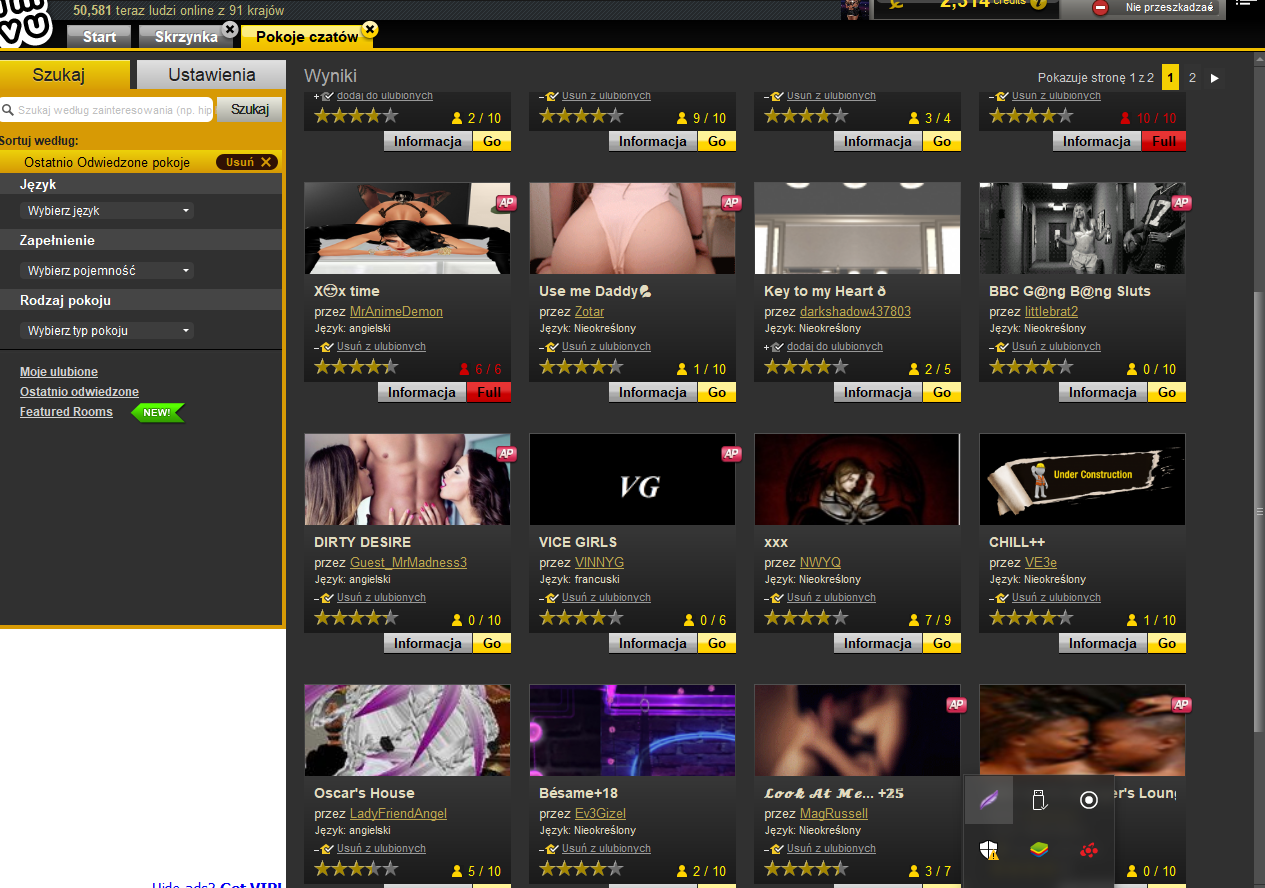 50,581 teraz ludzi online z 91 krajów
2,314 credits
Nie przeszkadzać
Start
Skrzynka
Pokoje czatów
Szukaj
Ustawienia
Szukaj według zainteresowania (np. hip
Szukaj
Sortuj według:
Ostatnio Odwiedzone pokoje
Usuń
Język
Wybierz język
Zapełnienie
Wybierz pojemność
Rodzaj pokoju
Wybierz typ pokoju
Moje ulubione
Ostatnio odwiedzone
Featured Rooms NEW!
Hide ads? Get VIP!
Wyniki
Pokazuje stronę 1 z 2 1 2
+ dodaj do ulubionych
– Usuń z ulubionych
– Usuń z ulubionych
– Usuń z ulubionych
2 / 10
9 / 10
3 / 4
10 / 10
Informacja Go
Informacja Go
Informacja Go
Informacja Full
AP
AP
AP
X😎x time
Use me Daddy
Key to my Heart ð
BBC G@ng B@ng Sluts
przez MrAnimeDemon
przez Zotar
przez darkshadow437803
przez littlebrat2
Język: angielski
Język: Nieokreślony
Język: Nieokreślony
Język: Nieokreślony
– Usuń z ulubionych
– Usuń z ulubionych
+ dodaj do ulubionych
– Usuń z ulubionych
6 / 6
1 / 10
2 / 5
0 / 10
Informacja Full
Informacja Go
Informacja Go
Informacja Go
AP
VG
AP
Under Construction
DIRTY DESIRE
VICE GIRLS
xxx
CHILL++
przez Guest_MrMadness3
przez VINNYG
przez NWYQ
przez VE3e
Język: angielski
Język: francuski
Język: Nieokreślony
Język: Nieokreślony
– Usuń z ulubionych
– Usuń z ulubionych
– Usuń z ulubionych
– Usuń z ulubionych
0 / 10
0 / 6
7 / 9
1 / 10
Informacja Go
Informacja Go
Informacja Go
Informacja Go
AP
AP
Oscar's House
Bésame+18
𝓛𝓸𝓸𝓴 𝓐𝓽 𝓜𝓮... +25
er's Loung
przez LadyFriendAngel
przez Ev3Gizel
przez MagRussell
Język: angielski
Język: Nieokreślony
Język: Nieokreślony
– Usuń z ulubionych
– Usuń z ulubionych
– Usuń z ulubionych
5 / 10
2 / 10
3 / 7
0 / 10